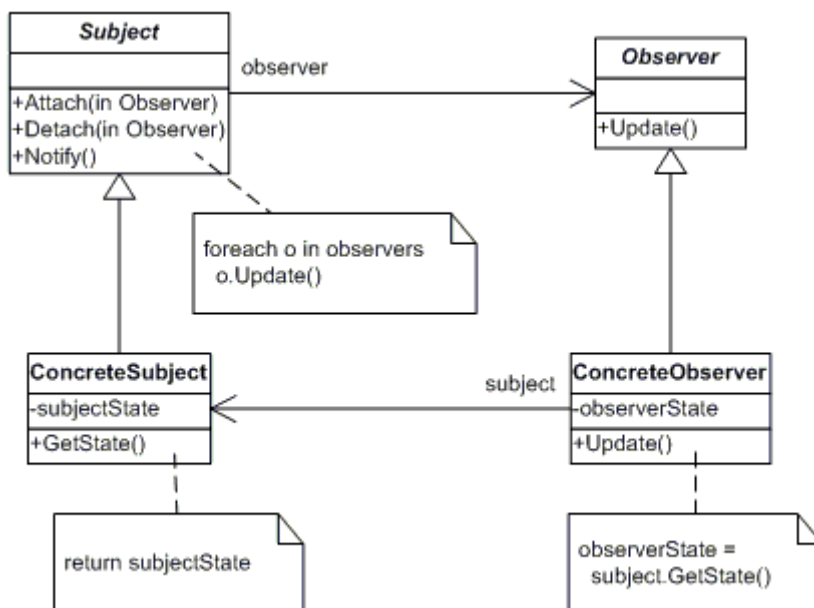 Subject
+Attach(in Observer)
+Detach(in Observer)
+Notify()
observer
Observer
+Update()
foreach o in observers
o.Update()
ConcreteSubject
-subjectState
+GetState()
subject
ConcreteObserver
-observerState
+Update()
return subjectState
observerState =
subject.GetState()